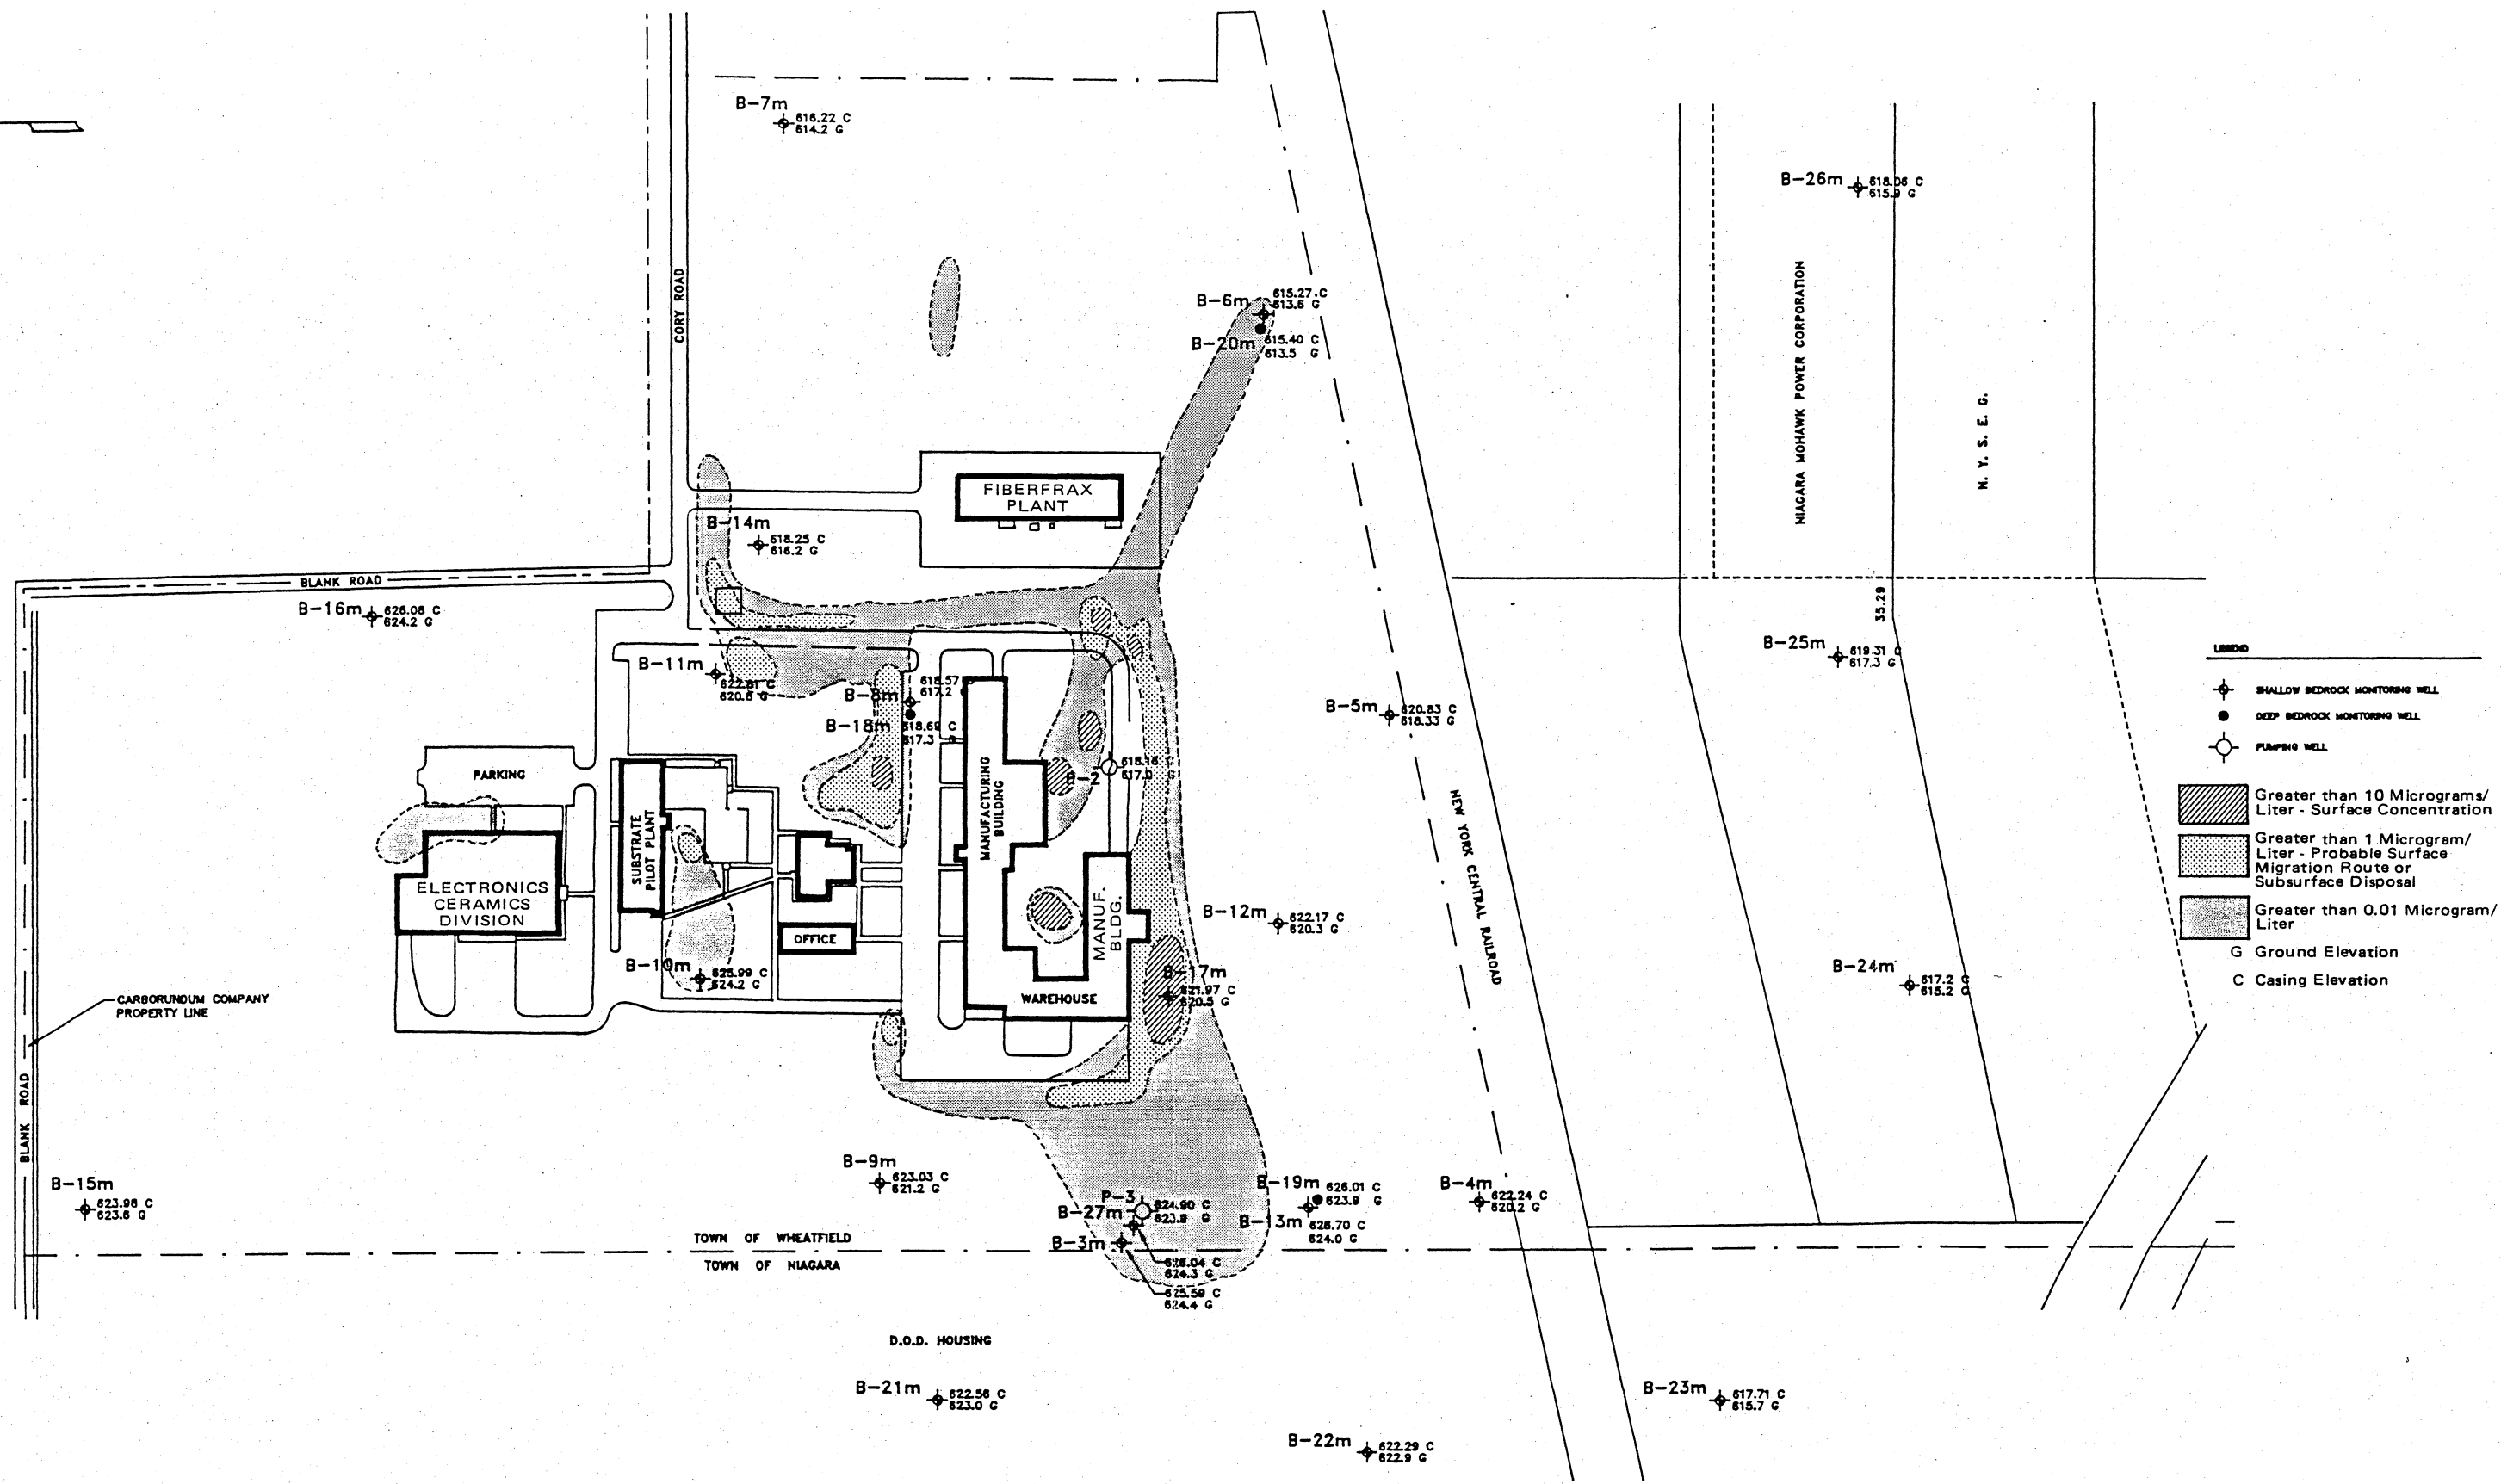 B-7m
616.22 C
614.2 G
B-26m
618.06 C
615.9 G
CORY ROAD
NIAGARA MOHAWK POWER CORPORATION
N. Y. S. E. G.
B-6m
615.27 C
613.6 G
B-20m
615.40 C
613.5 G
FIBERFRAX
PLANT
B-14m
618.25 C
616.2 G
BLANK ROAD
B-16m
626.08 C
624.2 G
35.29
B-25m
619.31 C
617.3 G
B-11m
622.81 C
620.8 G
B-8m
618.57
617.2
B-18m
618.69 C
617.3 G
B-5m
620.83 C
618.33 G
LEGEND
SHALLOW BEDROCK MONITORING WELL
DEEP BEDROCK MONITORING WELL
PUMPING WELL
Greater than 10 Micrograms/
Liter - Surface Concentration
Greater than 1 Microgram/
Liter - Probable Surface
Migration Route or
Subsurface Disposal
Greater than 0.01 Microgram/
Liter
G Ground Elevation
C Casing Elevation
PARKING
SUBSTRATE
PILOT PLANT
MANUFACTURING
BUILDING
618.16 C
617.0 G
NEW YORK CENTRAL RAILROAD
ELECTRONICS
CERAMICS
DIVISION
OFFICE
MANUF.
BLDG.
B-12m
622.17 C
620.3 G
B-10m
625.99 C
624.2 G
B-17m
621.97 C
620.5 G
WAREHOUSE
B-24m
617.2 C
615.2 G
CARBORUNDUM COMPANY
PROPERTY LINE
BLANK ROAD
B-15m
623.98 C
623.6 G
B-9m
623.03 C
621.2 G
P-3
624.90 C
623.8 G
B-27m
B-3m
626.04 C
624.3 G
625.59 C
624.4 G
B-19m
626.01 C
623.9 G
B-13m
626.70 C
624.0 G
B-4m
622.24 C
620.2 G
TOWN OF WHEATFIELD
TOWN OF NIAGARA
D.O.D. HOUSING
B-21m
622.56 C
623.0 G
B-22m
622.29 C
622.9 G
B-23m
617.71 C
615.7 G